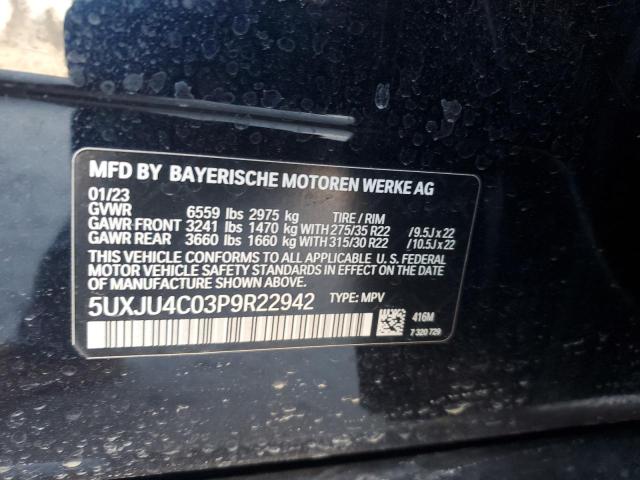 MFD BY BAYERISCHE MOTOREN WERKE AG
01/23
GVWR 6559 lbs 2975 kg TIRE / RIM
GAWR FRONT 3241 lbs 1470 kg WITH 275/35 R22 / 9.5J x 22
GAWR REAR 3660 lbs 1660 kg WITH 315/30 R22 / 10.5J x 22
THIS VEHICLE CONFORMS TO ALL APPLICABLE U. S. FEDERAL
MOTOR VEHICLE SAFETY STANDARDS IN EFFECT ON THE DATE
OF MANUFACTURE SHOWN ABOVE.
5UXJU4C03P9R22942 TYPE: MPV
416M
7 320 729